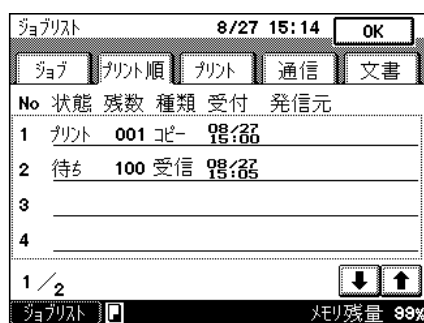 ジョブリスト 8/27 15:14 OK
ジョブ プリント順 プリント 通信 文書
No 状態 残数 種類 受付 発信元
1 プリント 001 コピー 08/27 15:00
2 待ち 100 受信 08/27 15:05
3
4
1/2
ジョブリスト メモリ残量 99%